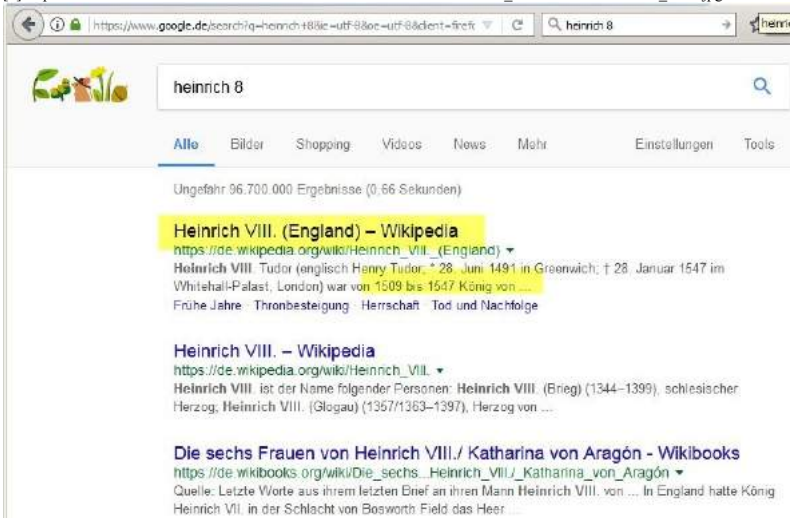 https://www.google.de/search?q=heinrich+8&ie=utf-8&oe=utf-8&client=firefo
heinrich 8
heinrich 8
Alle Bilder Shopping Videos News Mehr Einstellungen Tools
Ungefähr 96.700.000 Ergebnisse (0,66 Sekunden)
Heinrich VIII. (England) – Wikipedia
https://de.wikipedia.org/wiki/Heinrich_VIII._(England)
Heinrich VIII. Tudor (englisch Henry Tudor; * 28. Juni 1491 in Greenwich; † 28. Januar 1547 im
Whitehall-Palast, London) war von 1509 bis 1547 König von ...
Frühe Jahre · Thronbesteigung · Herrschaft · Tod und Nachfolge
Heinrich VIII. – Wikipedia
https://de.wikipedia.org/wiki/Heinrich_VIII.
Heinrich VIII. ist der Name folgender Personen: Heinrich VIII. (Brieg) (1344–1399), schlesischer
Herzog; Heinrich VIII. (Glogau) (1357/1363–1397), Herzog von ...
Die sechs Frauen von Heinrich VIII./ Katharina von Aragón - Wikibooks
https://de.wikibooks.org/wiki/Die_sechs...Heinrich_VIII./_Katharina_von_Aragón
Quelle: Letzte Worte aus ihrem letzten Brief an ihren Mann Heinrich VIII. von ... In England hatte König
Heinrich VII. in der Schlacht von Bosworth Field das Heer ...